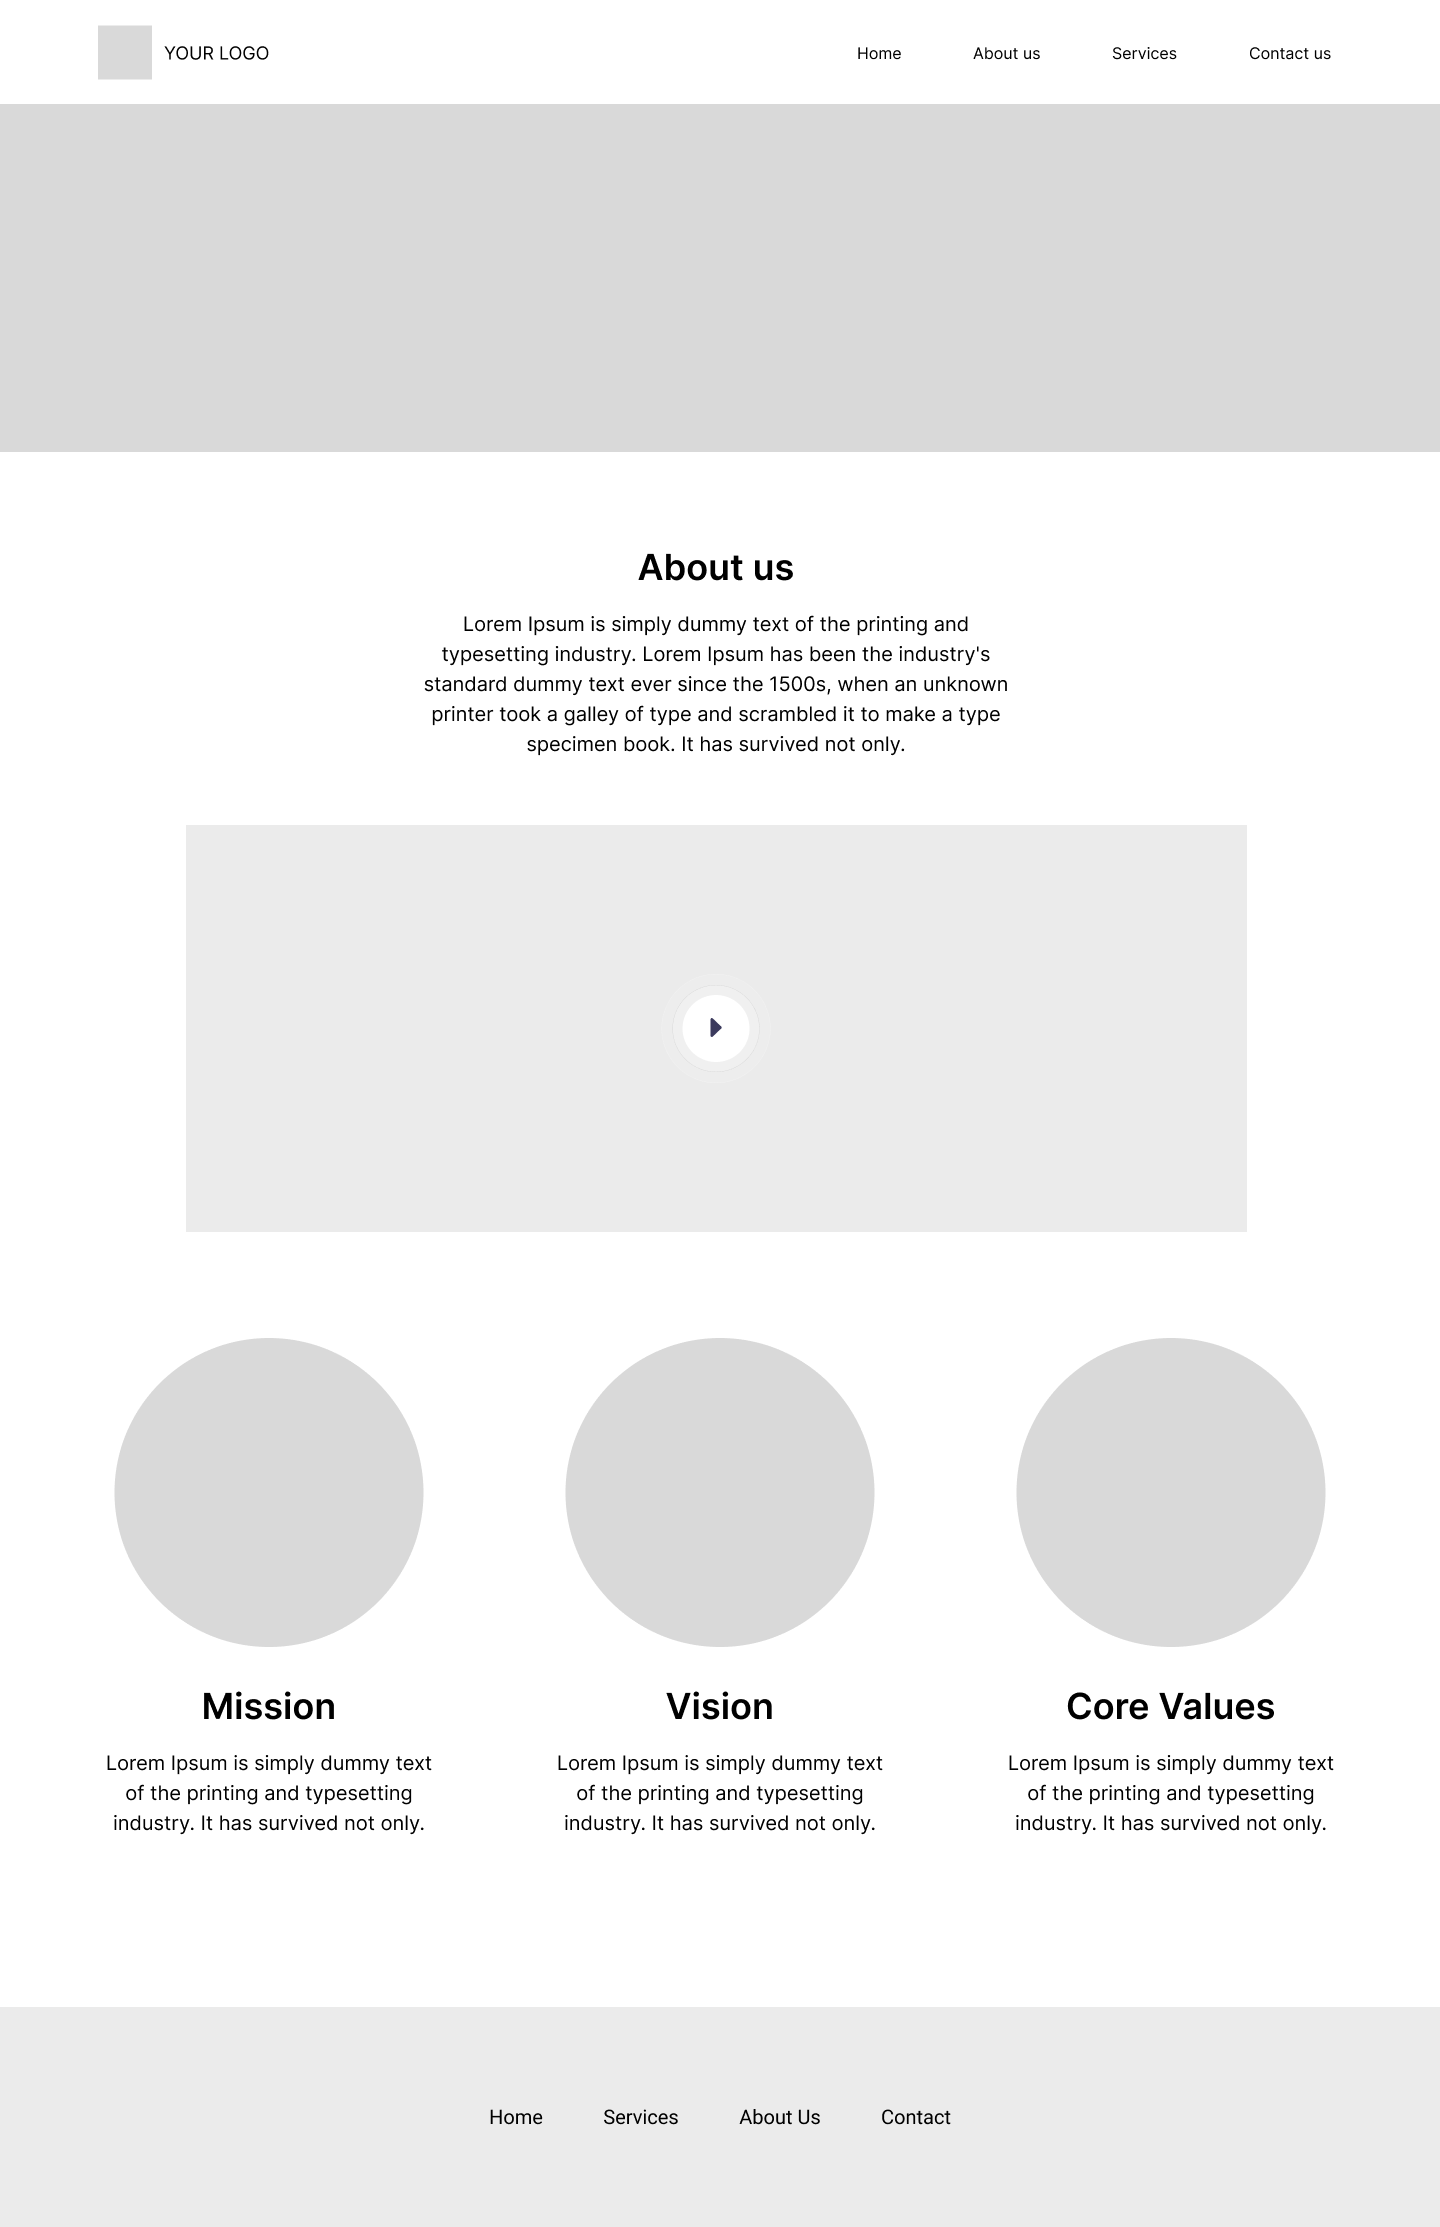 YOUR LOGO
Home About us Services Contact us
About us
Lorem Ipsum is simply dummy text of the printing and
typesetting industry. Lorem Ipsum has been the industry's
standard dummy text ever since the 1500s, when an unknown
printer took a galley of type and scrambled it to make a type
specimen book. It has survived not only.
Mission
Lorem Ipsum is simply dummy text
of the printing and typesetting
industry. It has survived not only.
Vision
Lorem Ipsum is simply dummy text
of the printing and typesetting
industry. It has survived not only.
Core Values
Lorem Ipsum is simply dummy text
of the printing and typesetting
industry. It has survived not only.
Home Services About Us Contact